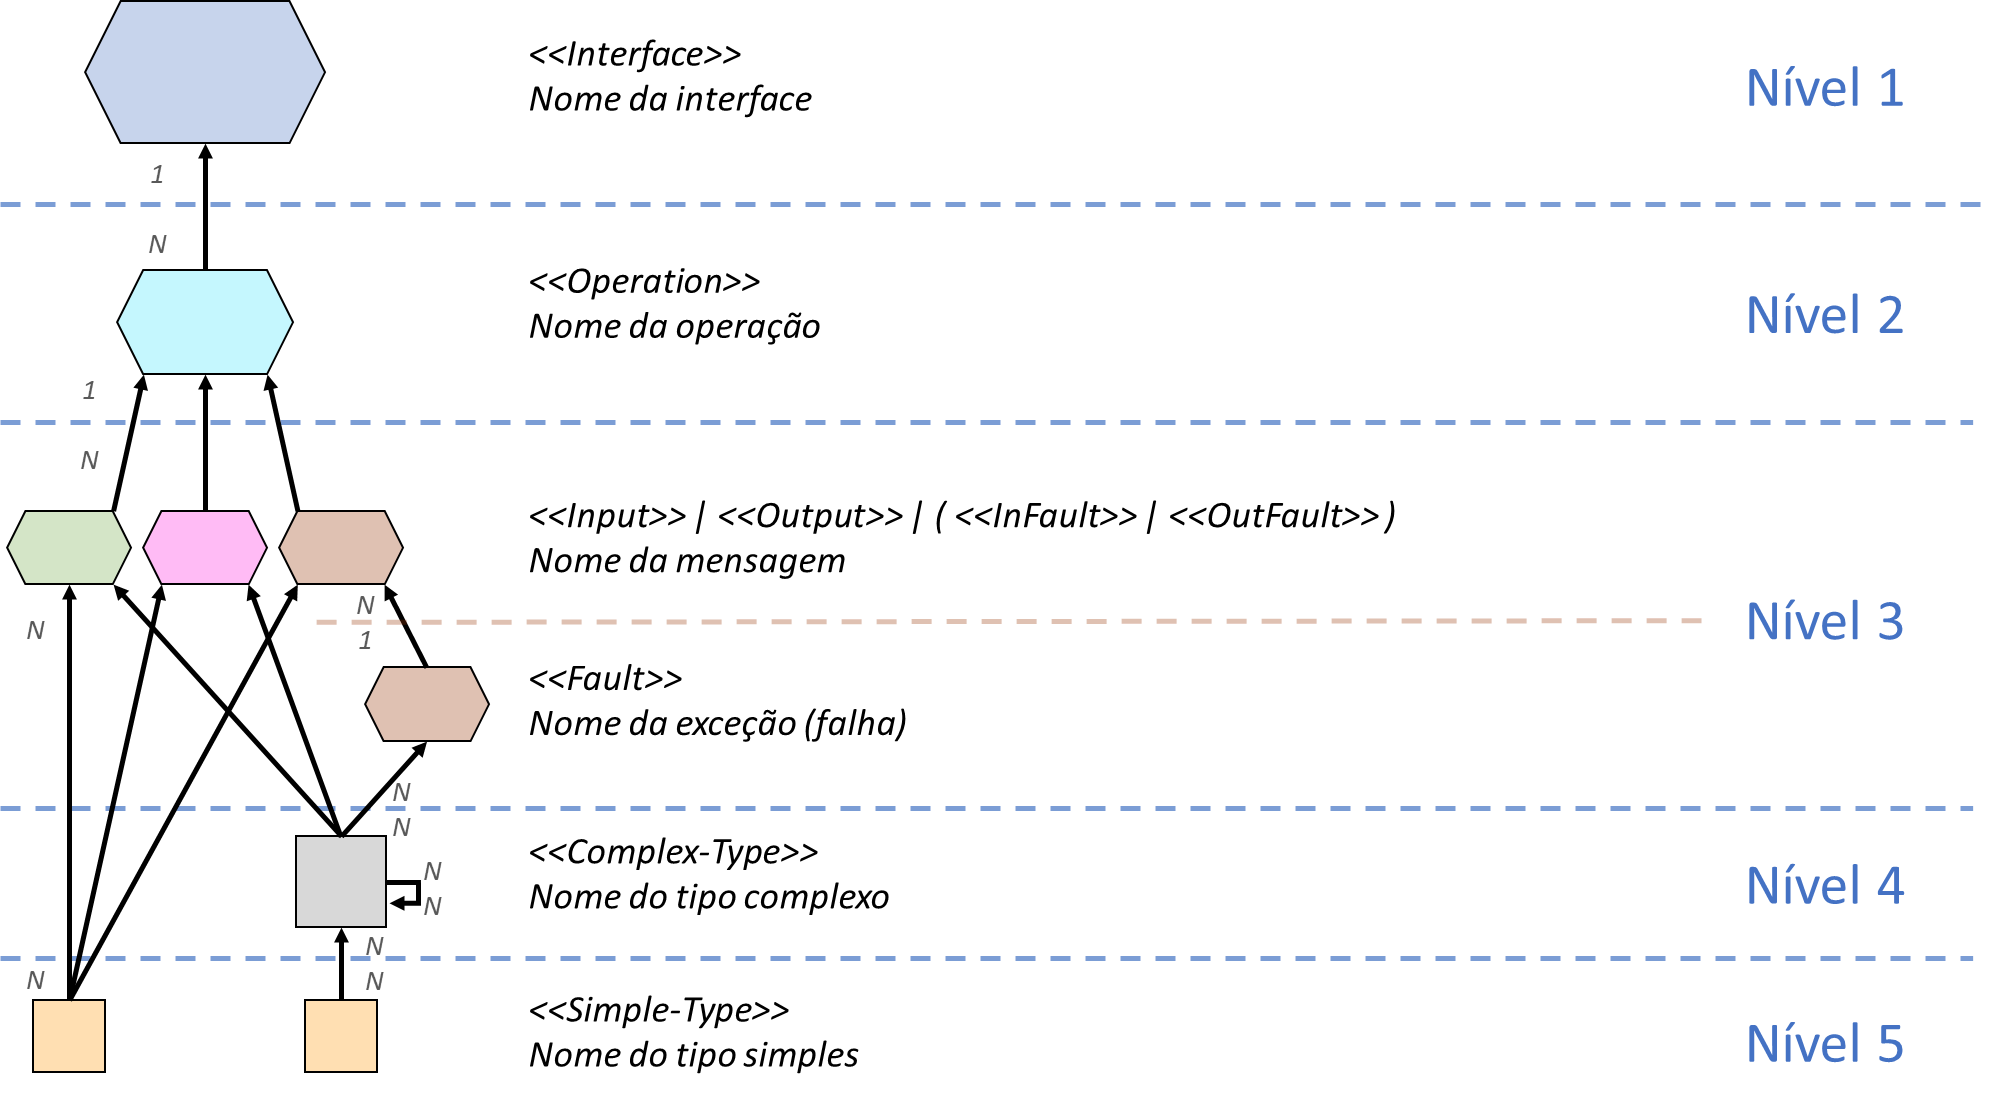 <<Interface>>
Nome da interface
Nível 1
1
N
<<Operation>>
Nome da operação
Nível 2
1
N
<<Input>> | <<Output>> | ( <<InFault>> | <<OutFault>> )
Nome da mensagem
Nível 3
N
1
N
<<Fault>>
Nome da exceção (falha)
N
N
<<Complex-Type>>
Nome do tipo complexo
Nível 4
N
N
N
N
N
<<Simple-Type>>
Nome do tipo simples
Nível 5